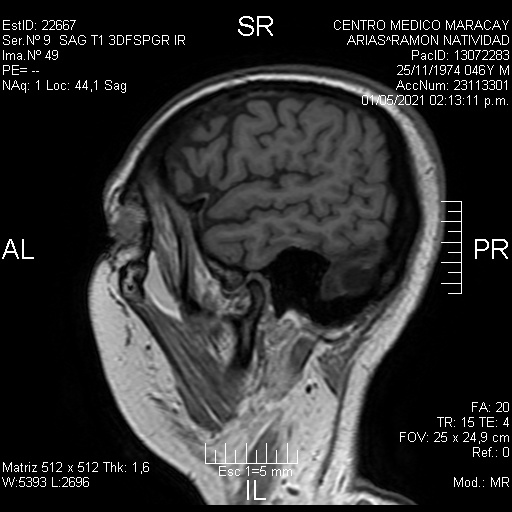 EstID: 22667
Ser.Nº 9 SAG T1 3DFSPGR IR
Ima.Nº 49
PE= --
NAq: 1 Loc: 44,1 Sag
SR
CENTRO MEDICO MARACAY
ARIAS^RAMON NATIVIDAD
PacID: 13072283
25/11/1974 046Y M
AccNum: 23113301
01/05/2021 02:13:11 p.m.
AL
PR
FA: 20
TR: 15 TE: 4
FOV: 25 x 24,9 cm
Ref.: 0
Mod.: MR
Matriz 512 x 512 Thk: 1,6
W:5393 L:2696
Esc 1=5 mm
IL